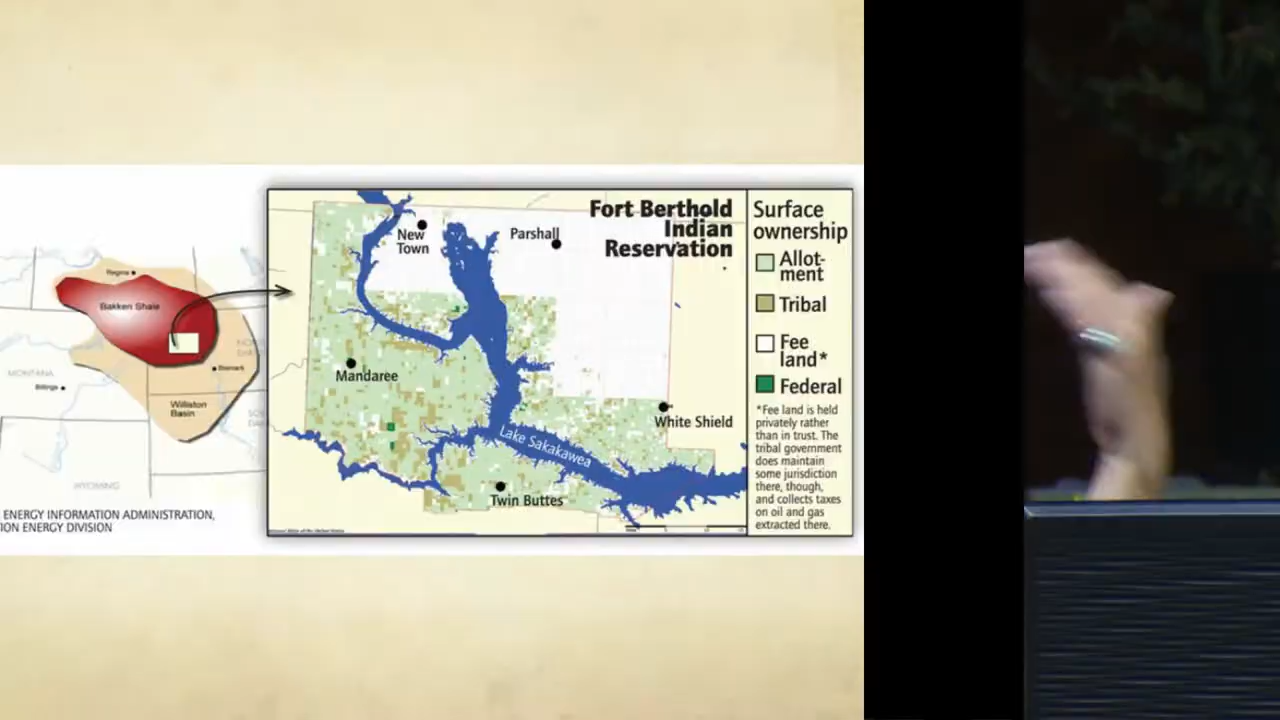 Regina
Bakken Shale
MONTANA
Billings
Bismark
Williston
Basin
WYOMING
ENERGY INFORMATION ADMINISTRATION,
ION ENERGY DIVISION
Fort Berthold
Indian
Reservation
New
Town
Parshall
Mandaree
White Shield
Lake Sakakawea
Twin Buttes
Surface
ownership
Allot-
ment
Tribal
Fee
land*
Federal
*Fee land is held
privately rather
than in trust. The
tribal government
does maintain
some jurisdiction
there, though,
and collects taxes
on oil and gas
extracted there.